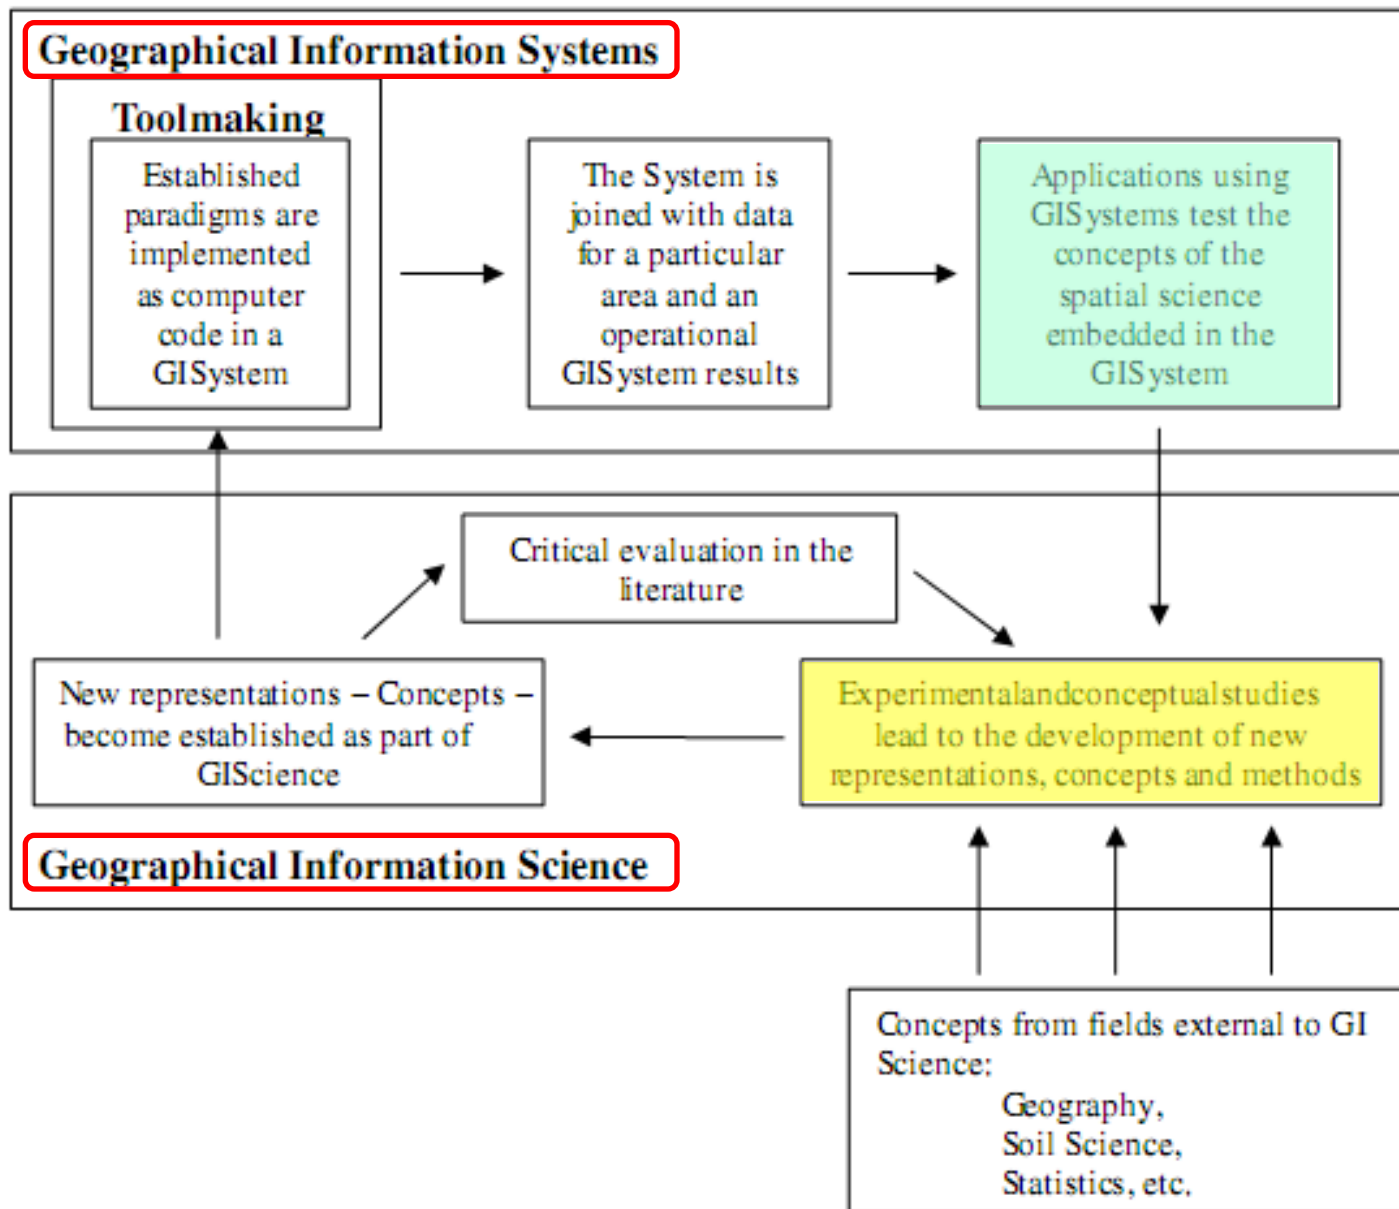 Geographical Information Systems
Toolmaking
Established
paradigms are
implemented
as computer
code in a
GISystem
The System is
joined with data
for a particular
area and an
operational
GISystem results
Applications using
GISystems test the
concepts of the
spatial science
embedded in the
GISystem
Critical evaluation in the
literature
New representations – Concepts –
become established as part of
GIScience
Experimentalandconceptualstudies
lead to the development of new
representations, concepts and methods
Geographical Information Science
Concepts from fields external to GI
Science:
Geography,
Soil Science,
Statistics, etc.